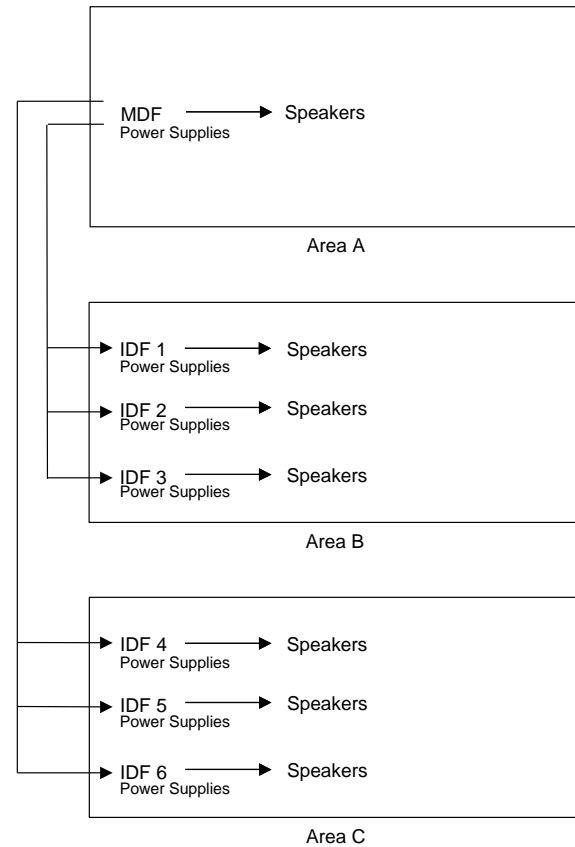 MDF Speakers
Power Supplies
Area A
IDF 1 Speakers
Power Supplies
IDF 2 Speakers
Power Supplies
IDF 3 Speakers
Power Supplies
Area B
IDF 4 Speakers
Power Supplies
IDF 5 Speakers
Power Supplies
IDF 6 Speakers
Power Supplies
Area C